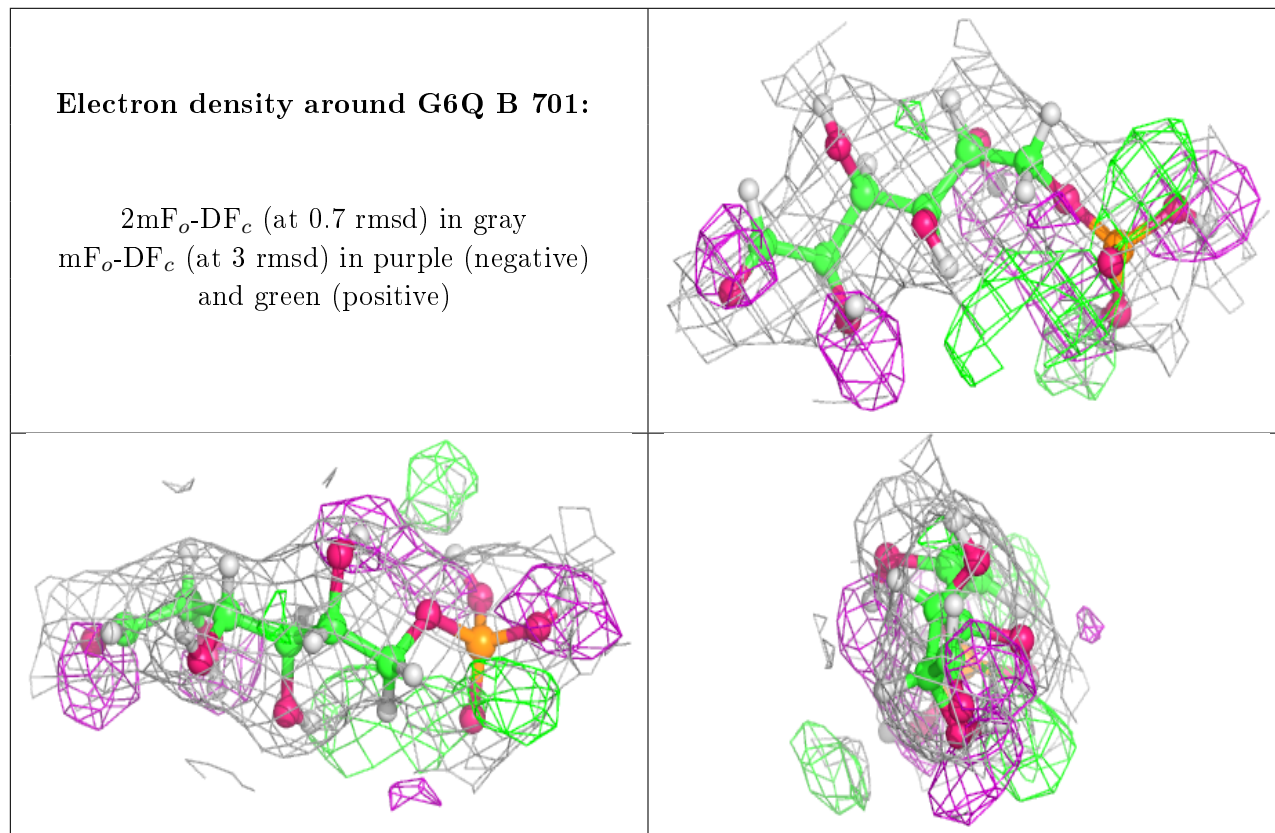 Electron density around G6Q B 701:
2mFo-DFc (at 0.7 rmsd) in gray
mFo-DFc (at 3 rmsd) in purple (negative)
and green (positive)